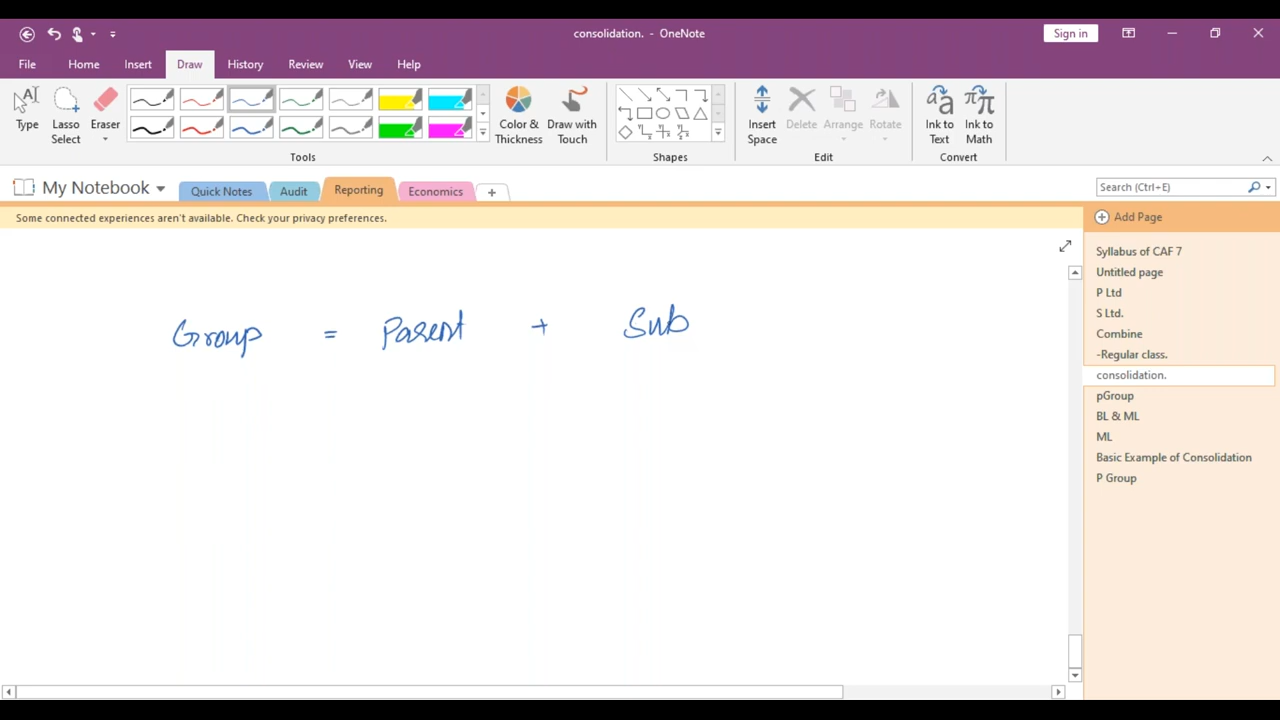 consolidation. - OneNote
Sign in
File Home Insert Draw History Review View Help
Type
Lasso Select
Eraser
Color & Thickness
Draw with Touch
Insert Space
Delete
Arrange
Rotate
Ink to Text
Ink to Math
Tools
Shapes
Edit
Convert
My Notebook
Quick Notes
Audit
Reporting
Economics
Search (Ctrl+E)
Some connected experiences aren't available. Check your privacy preferences.
Add Page
Syllabus of CAF 7
Untitled page
P Ltd
S Ltd.
Combine
-Regular class.
consolidation.
pGroup
BL & ML
ML
Basic Example of Consolidation
P Group
Group = Parent + Sub